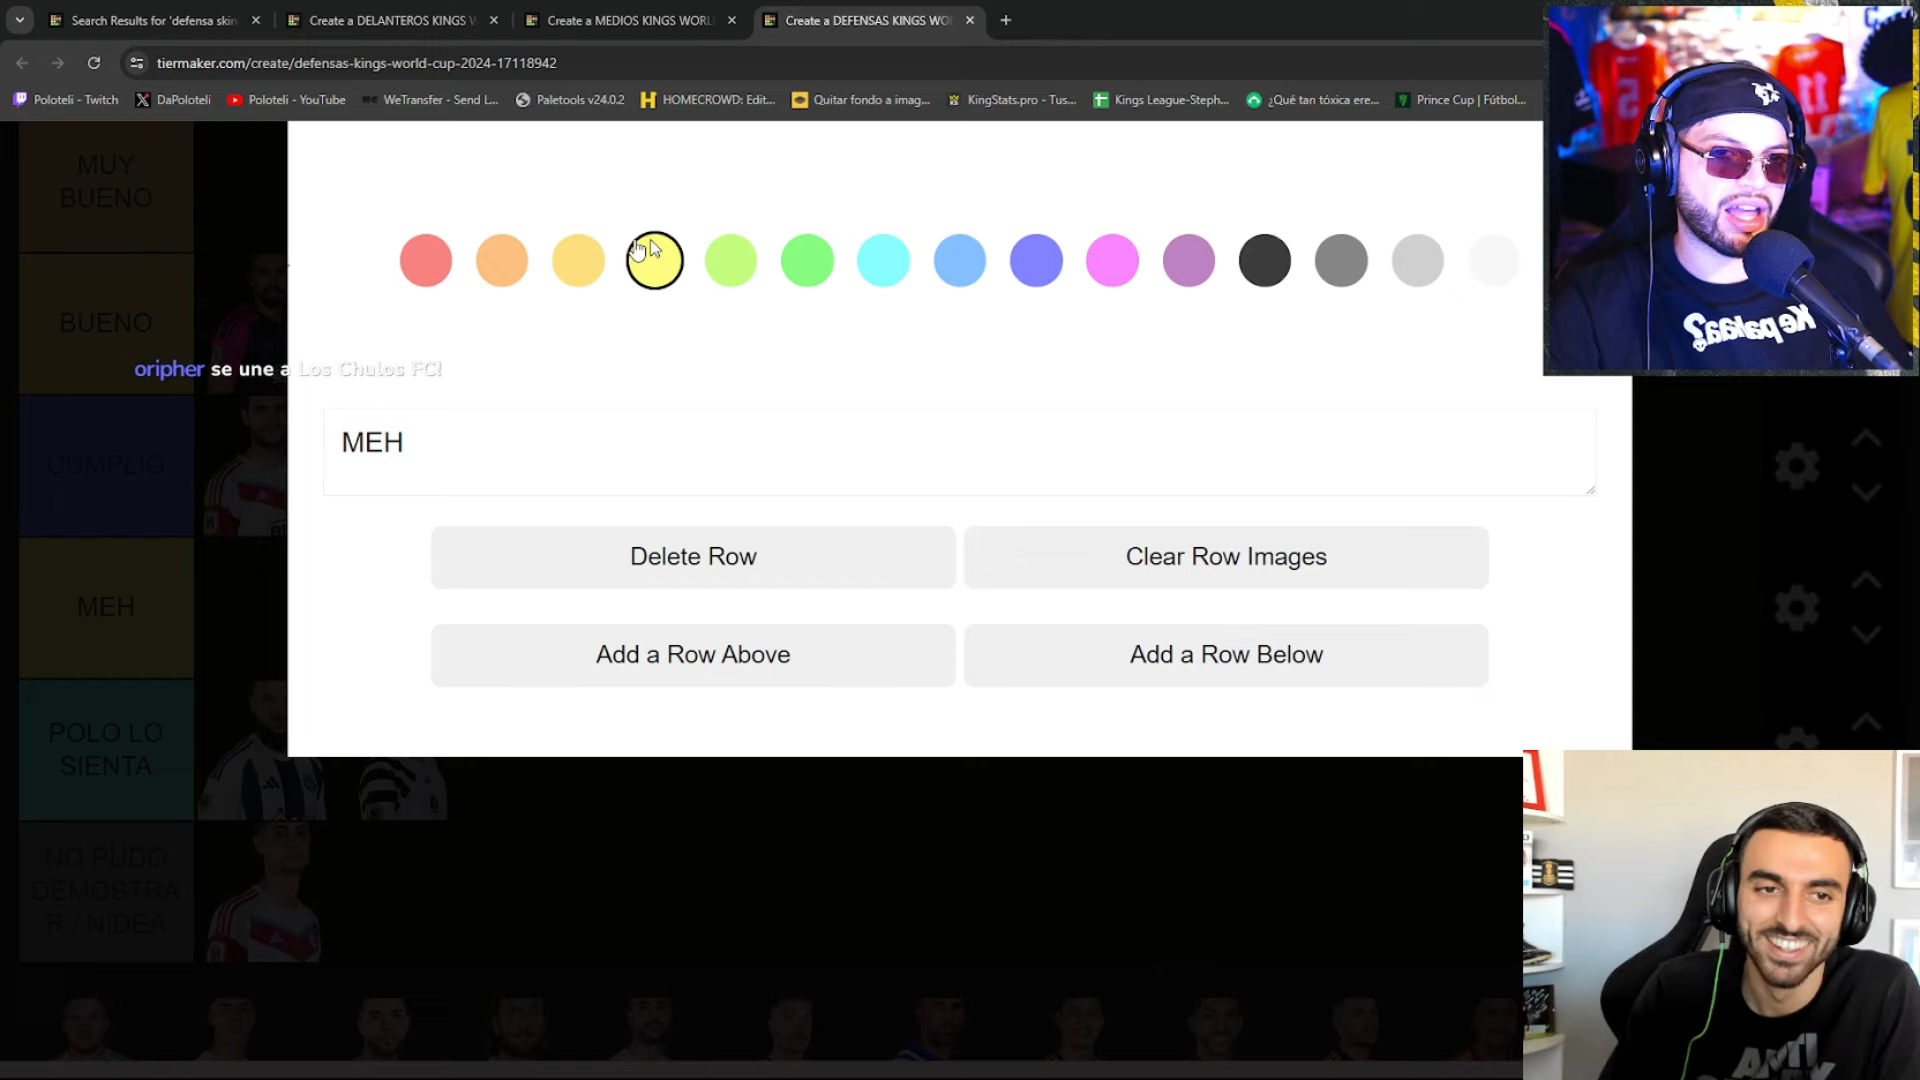 Search Results for 'defensa skin
Create a DELANTEROS KINGS W
Create a MEDIOS KINGS WORL
Create a DEFENSAS KINGS WO
tiermaker.com/create/defensas-kings-world-cup-2024-17118942
Poloteli - Twitch
DaPoloteli
Poloteli - YouTube
WeTransfer - Send L...
Paletools v24.0.2
HOMECROWD: Edit...
Quitar fondo a imag...
KingStats.pro - Tus...
Kings League-Steph...
¿Qué tan tóxica ere...
Prince Cup | Fútbol...
MUY
BUENO
BUENO
oripher se une a Los Chulos FC!
CUMPLIO
MEH
MEH
Delete Row
Clear Row Images
Add a Row Above
Add a Row Below
POLO LO
SIENTA
NO PUDO
DEMOSTRA
R / NIDEA
Ke pakaa?